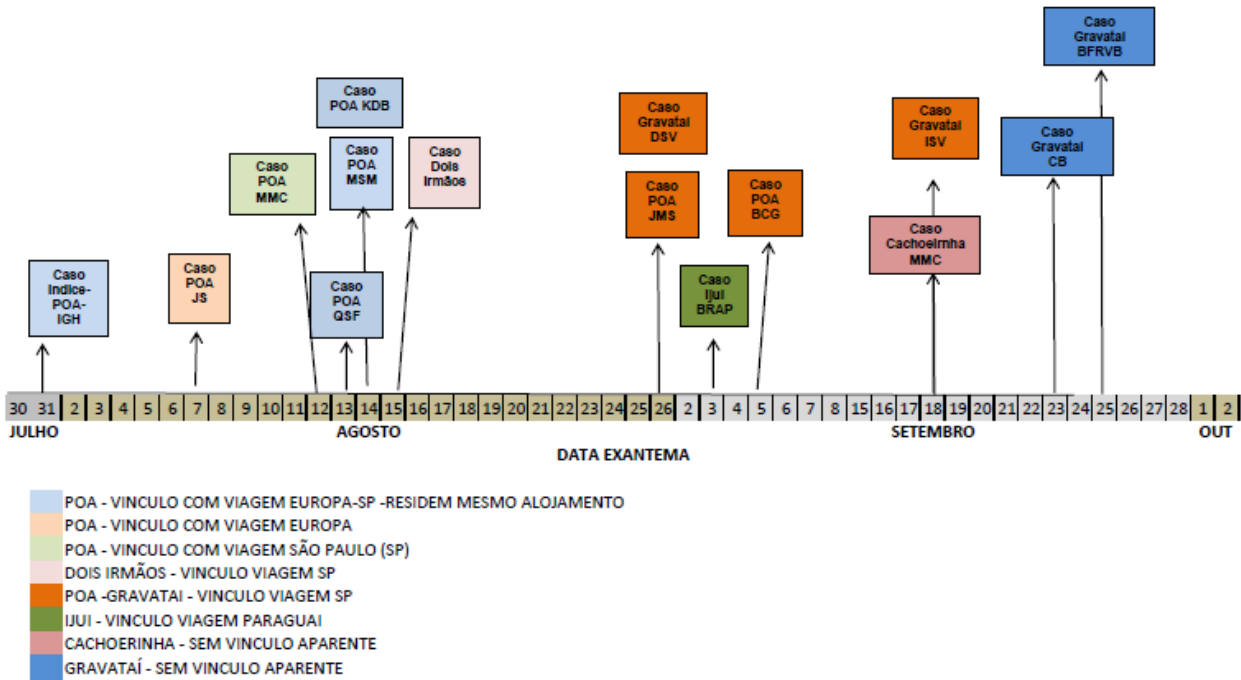 Caso
Gravatai
BFRVB
Caso
POA KDB
Caso
Gravatai
DSV
Caso
Gravatai
ISV
Caso
Gravatai
CB
Caso
POA
MMC
Caso
POA
MSM
Caso
Dois
Irmãos
Caso
POA
JMS
Caso
POA
BCG
Caso
Cachoeirnha
MMC
Caso
Indice-
POA-
IGH
Caso
POA
JS
Caso
POA
QSF
Caso
Ijui
BRAP
30 31 2 3 4 5 6 7 8 9 10 11 12 13 14 15 16 17 18 19 20 21 22 23 24 25 26 2 3 4 5 6 7 8 15 16 17 18 19 20 21 22 23 24 25 26 27 28 1 2
JULHO AGOSTO SETEMBRO OUT
DATA EXANTEMA
POA - VINCULO COM VIAGEM EUROPA-SP -RESIDEM MESMO ALOJAMENTO
POA - VINCULO COM VIAGEM EUROPA
POA - VINCULO COM VIAGEM SÃO PAULO (SP)
DOIS IRMÃOS - VINCULO VIAGEM SP
POA -GRAVATAI - VINCULO VIAGEM SP
IJUI - VINCULO VIAGEM PARAGUAI
CACHOERINHA - SEM VINCULO APARENTE
GRAVATAÍ - SEM VINCULO APARENTE